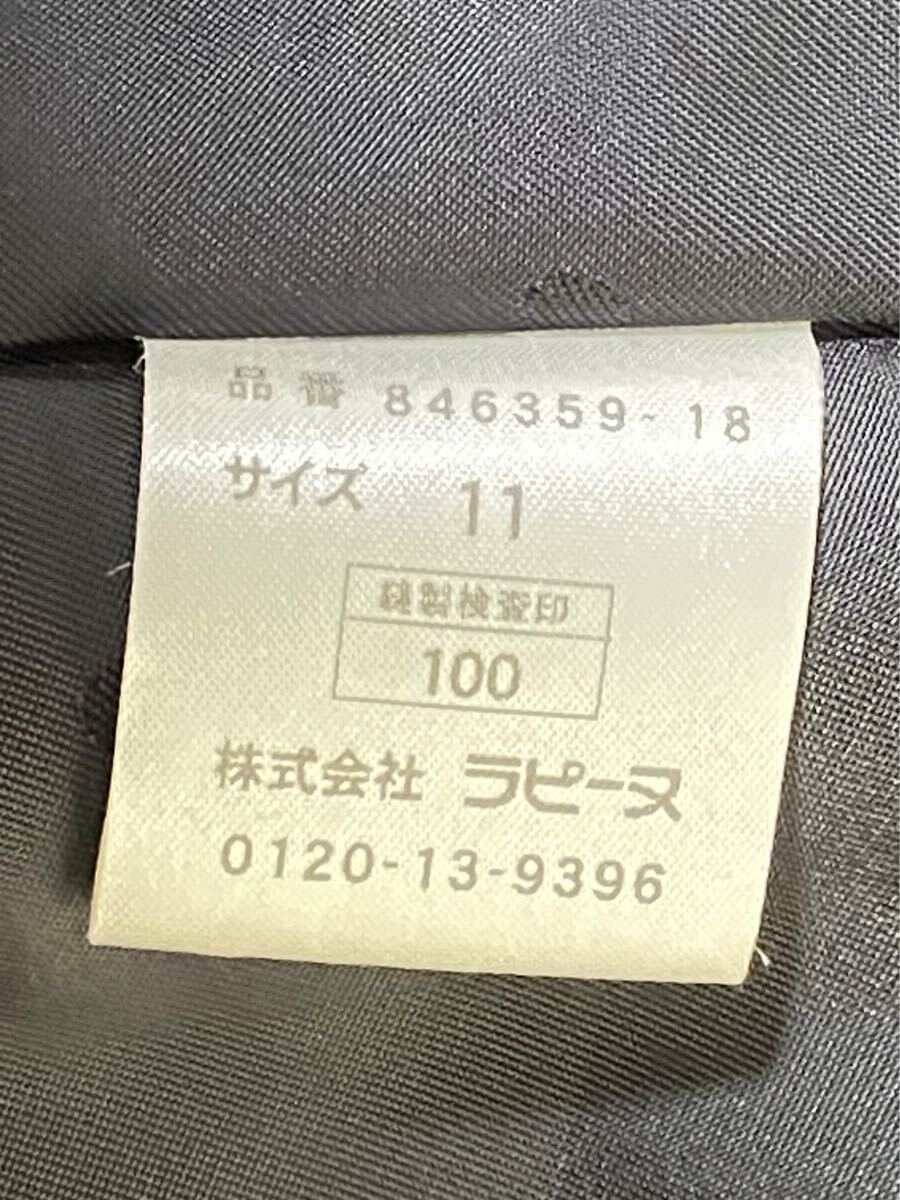 品番 846359-18
サイズ 11
縫製検査印
100
株式会社 ラピーヌ
0120-13-9396